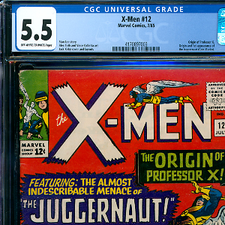 CGC UNIVERSAL GRADE
X-Men #12
Marvel Comics, 7/65
5.5
OFF-WHITE TO WHITE Pages
the
X-MEN
MARVEL
COMICS
GROUP 12¢
12
THE ORIGIN
OF
PROFESSOR X!
FEATURING: THE ALMOST
INDESCRIBABLE MENACE OF
THE
JUGGERNAUT!